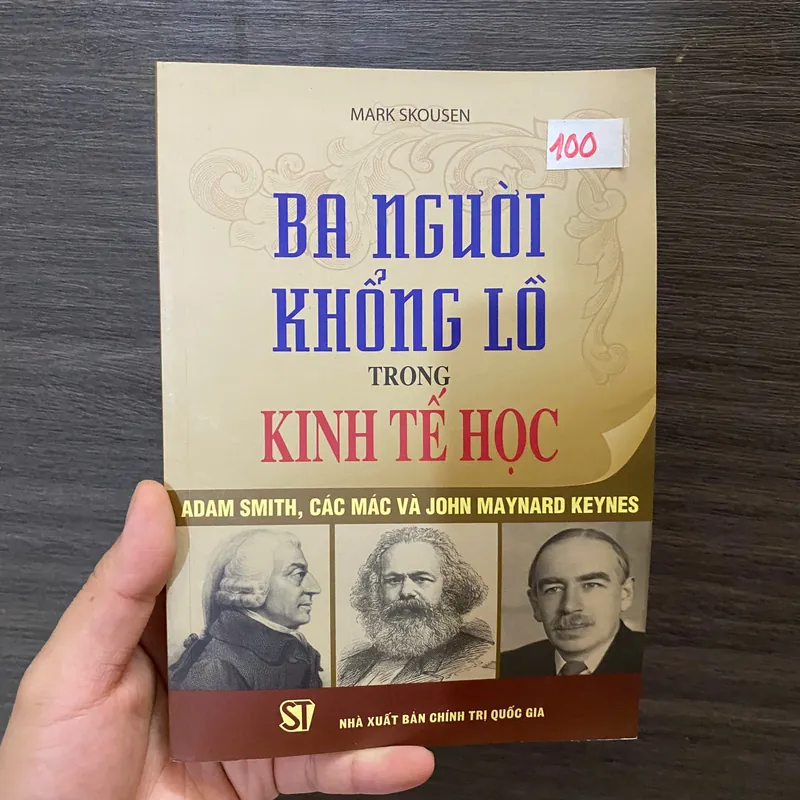 MARK SKOUSEN
100
BA NGƯỜI
KHỔNG LỒ
TRONG
KINH TẾ HỌC
ADAM SMITH, CÁC MÁC VÀ JOHN MAYNARD KEYNES
ST
NHÀ XUẤT BẢN CHÍNH TRỊ QUỐC GIA